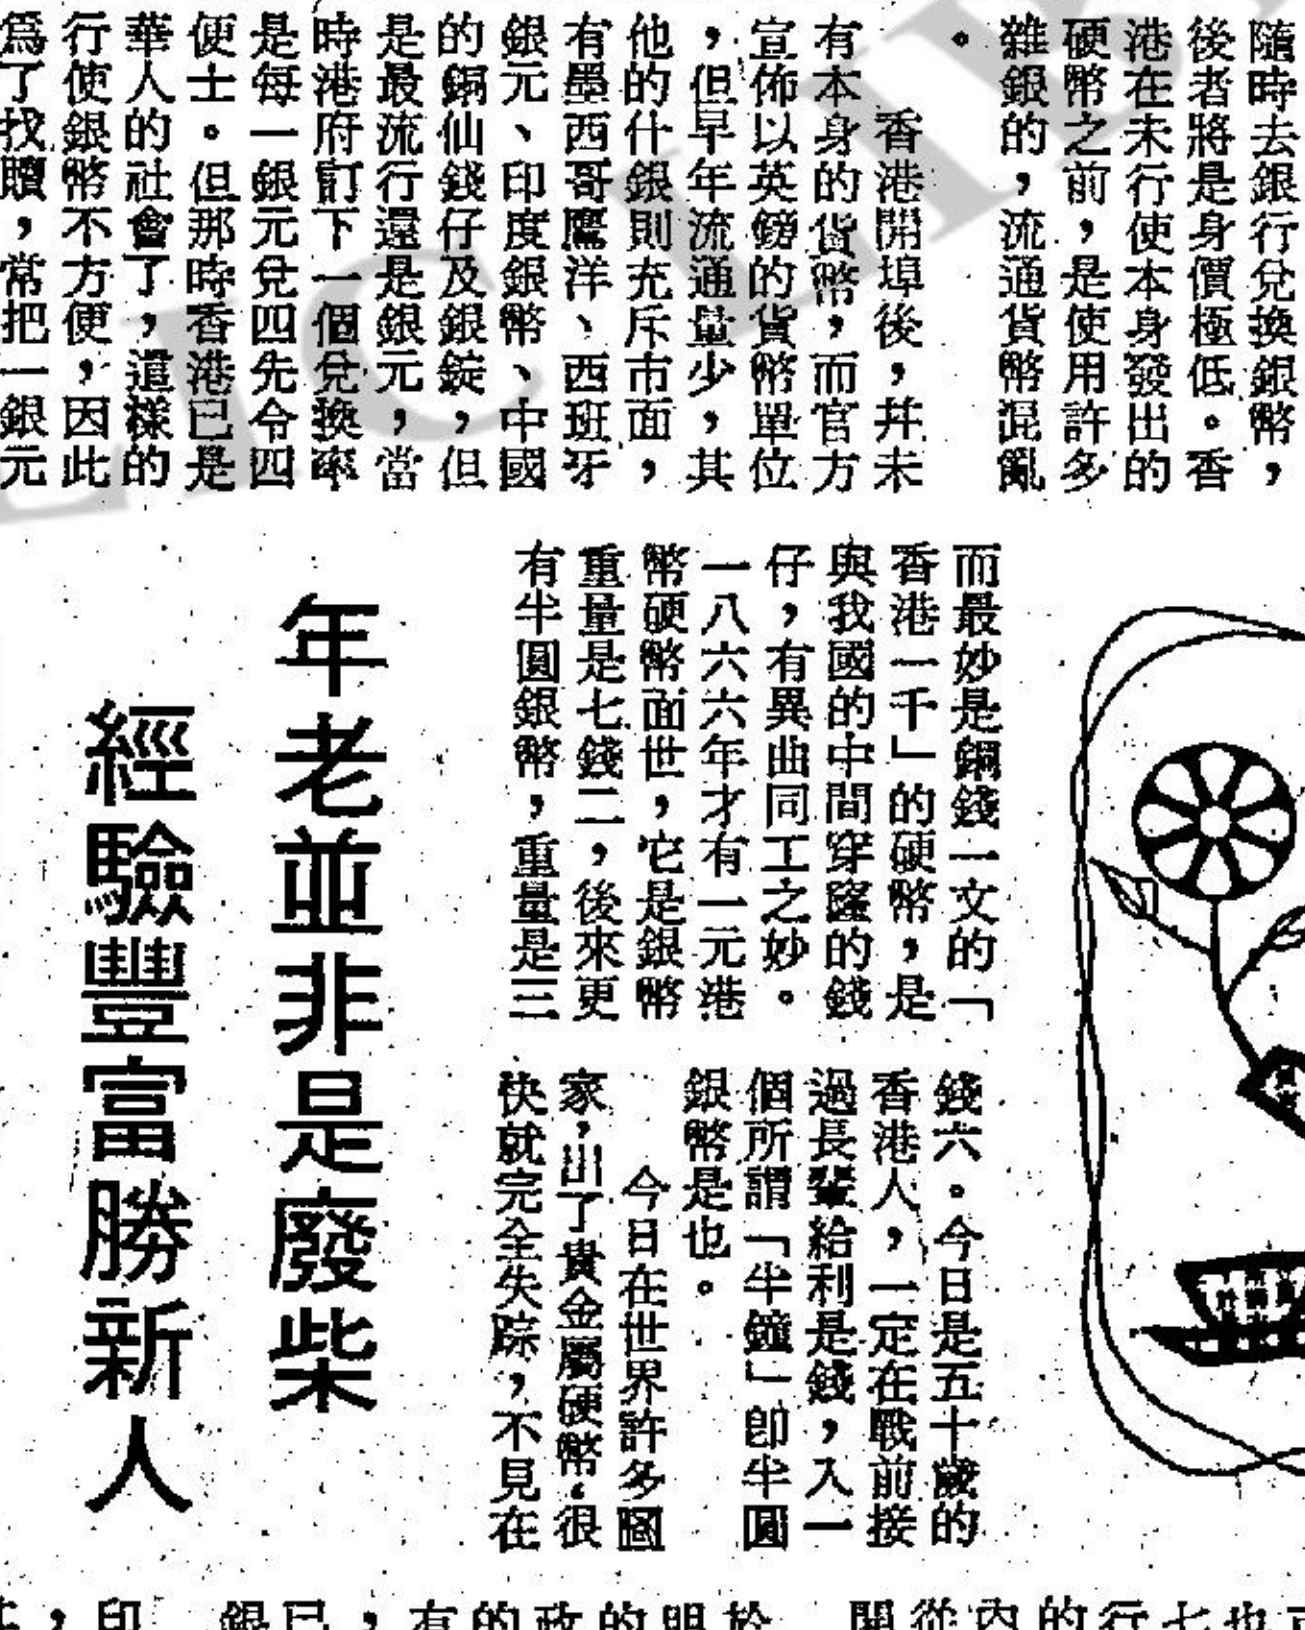 隨時去銀行兌換銀幣，
後者將是身價極低。香
港在未行使本身發出的
硬幣之前，是使用許多
雜銀的，流通貨幣混亂
。
香港開埠後，幷未
有本身的貨幣，而官方
宣佈以英鎊的貨幣單位
，但早年流通量少，其
他的什銀則充斥市面，
有墨西哥鷹洋、西班牙
銀元、印度銀幣、中國
的銅仙錢仔及銀錠，但
是最流行還是銀元，當
時港府訂下一個兌換率
是每一銀元兌四先令四
便士。但那時香港已是
華人的社會了，這樣的
行使銀幣不方便，因此
爲了找贖，常把一銀元
而最妙是銅錢一文的「
香港一千」的硬幣，是
與我國的中間穿窿的錢
仔，有異曲同工之妙。
一八六六年才有一元港
幣硬幣面世，它是銀幣
重量是七錢二，後來更
有半圓銀幣，重量是三
錢六。今日是五十歲的
香港人，一定在戰前接
過長輩給利是錢，入一
個所謂「半鐘」卽半圓
銀幣是也。
今日在世界許多國
家，出了貴金屬硬幣，很
快就完全失踪，不見在
年老並非是廢柴
經驗豐富勝新人